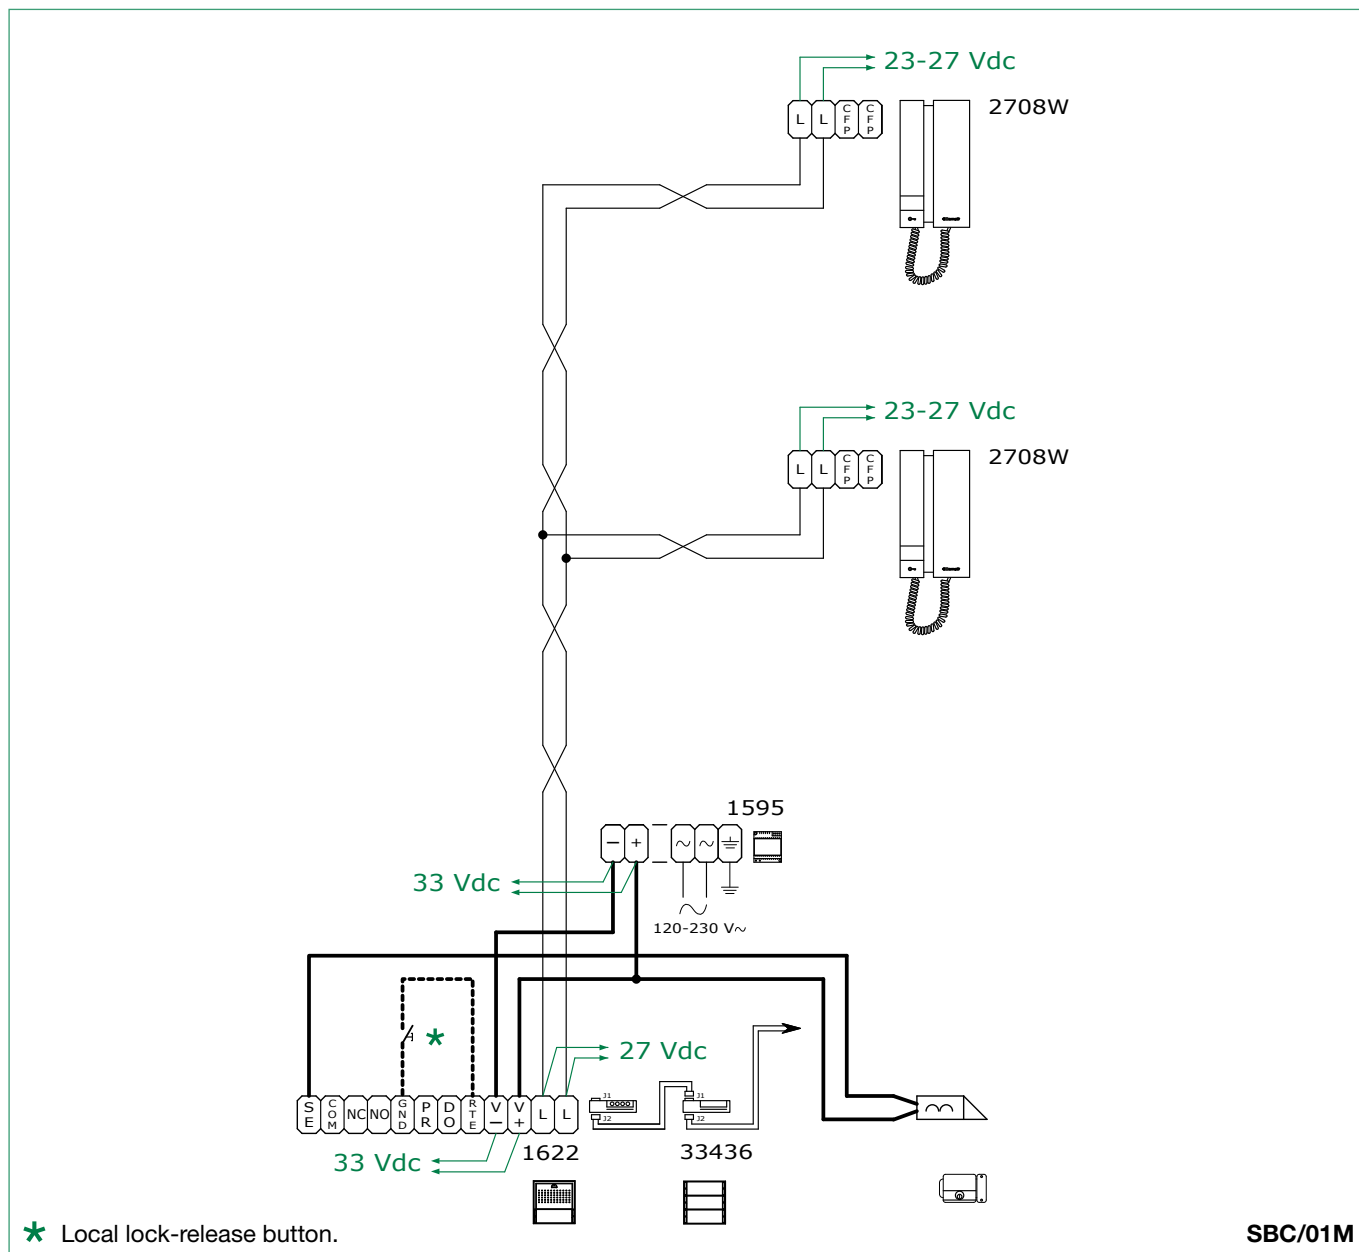 23-27 Vdc
L L CFP CFP
2708W
23-27 Vdc
L L CFP CFP
2708W
1595
− + ~ ~
33 Vdc
120-230 V~
*
27 Vdc
J1 J1
J2 J2
SE COM NC NO GND PR DO RTE V− V+ L L
1622
33436
33 Vdc
* Local lock-release button.
SBC/01M